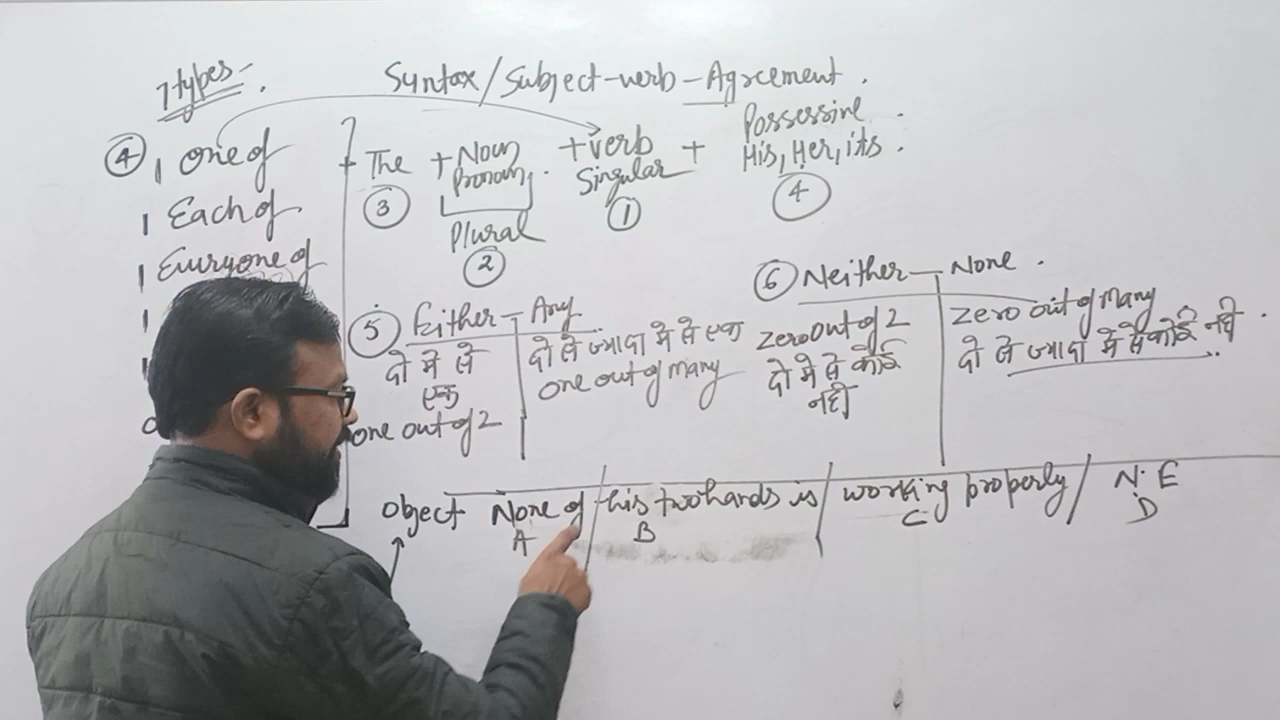 7 types -
Syntax/Subject-verb-Agreement.
④ 1 One of
1 Each of
1 Everyone of
+ The + Noun Pronoun. + verb Singular + Possessive His, Her, its.
③ ① ④
Plural
②
⑤ Either - Any
दो में से एक
one out of 2
दो से ज्यादा में से एक
one out of many
⑥ Neither - None.
zero out of 2
दो में से कोई नहीं
zero out of many
दो से ज्यादा में से कोई नहीं.
object None of / his two hands is / working properly / N.E
A B C D